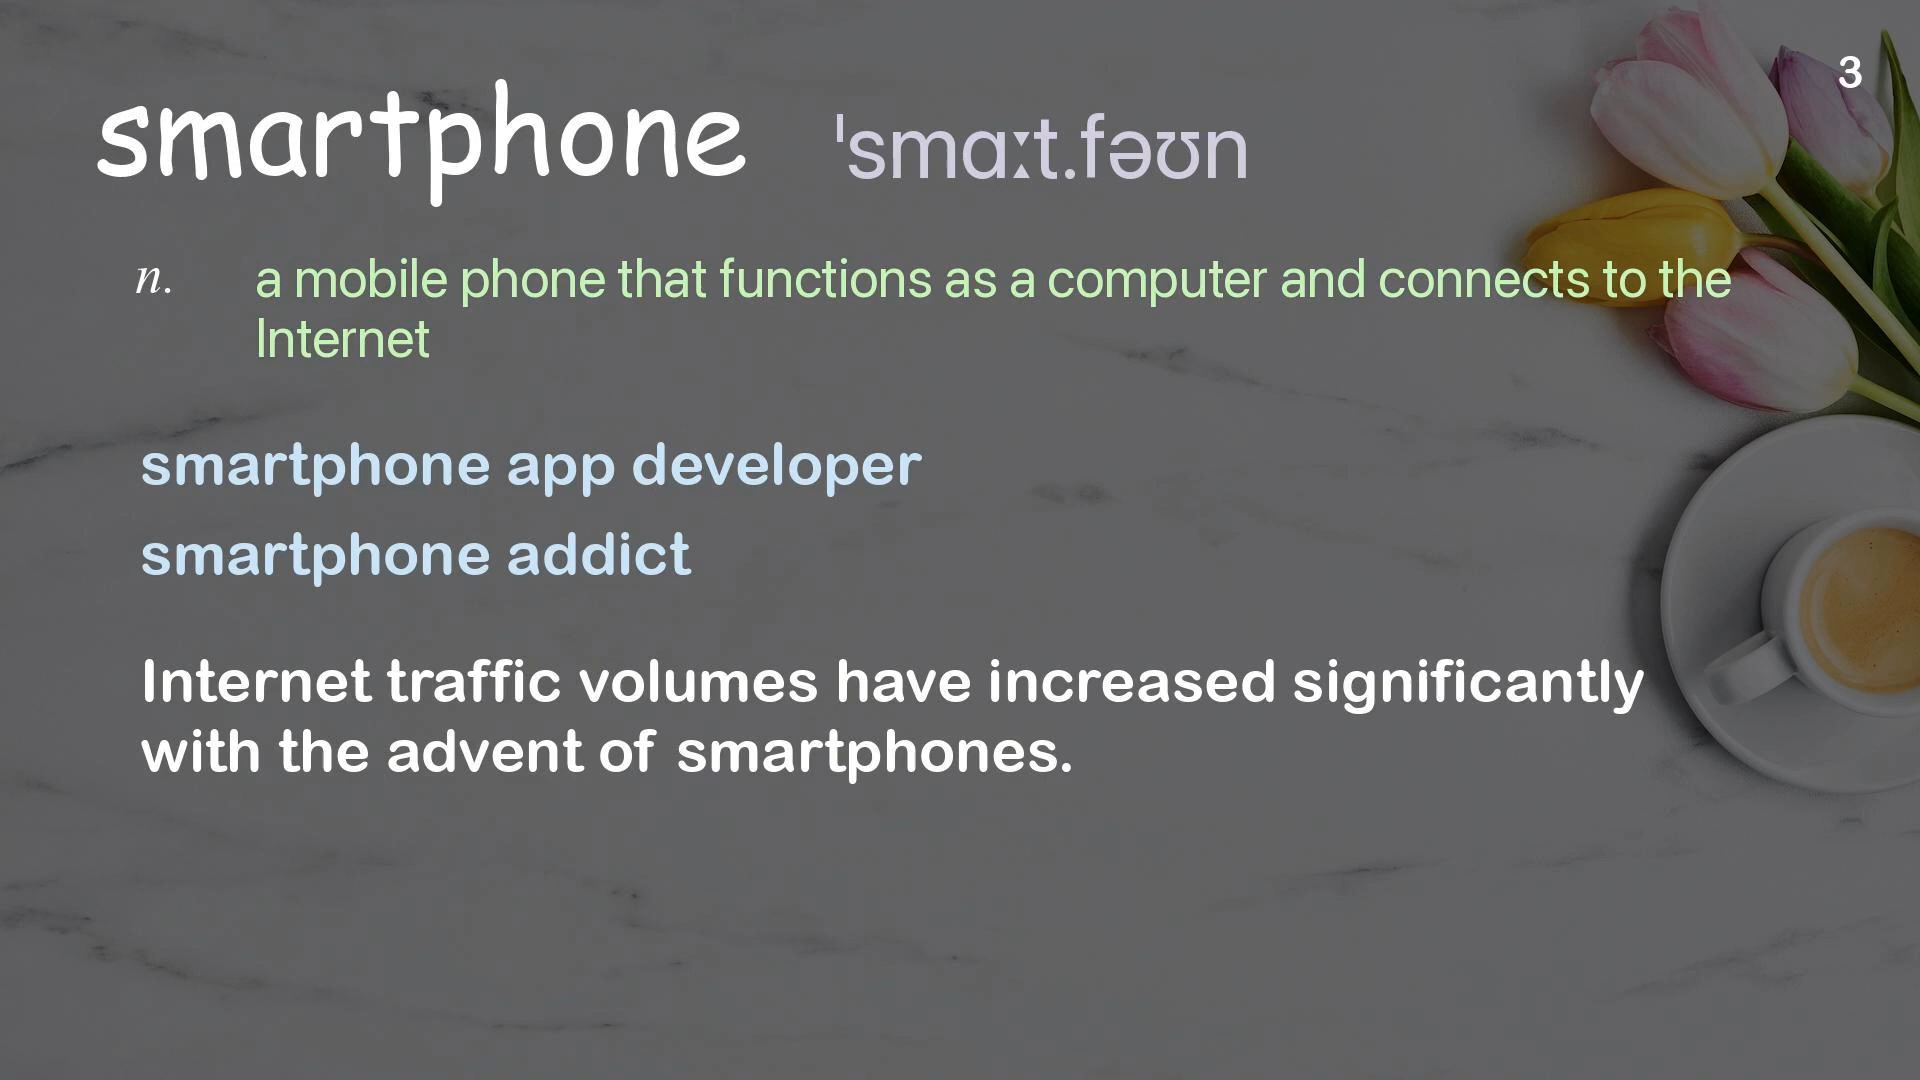 3
smartphone ˈsmɑːt.fəʊn
n. a mobile phone that functions as a computer and connects to the
Internet
smartphone app developer
smartphone addict
Internet traffic volumes have increased significantly
with the advent of smartphones.